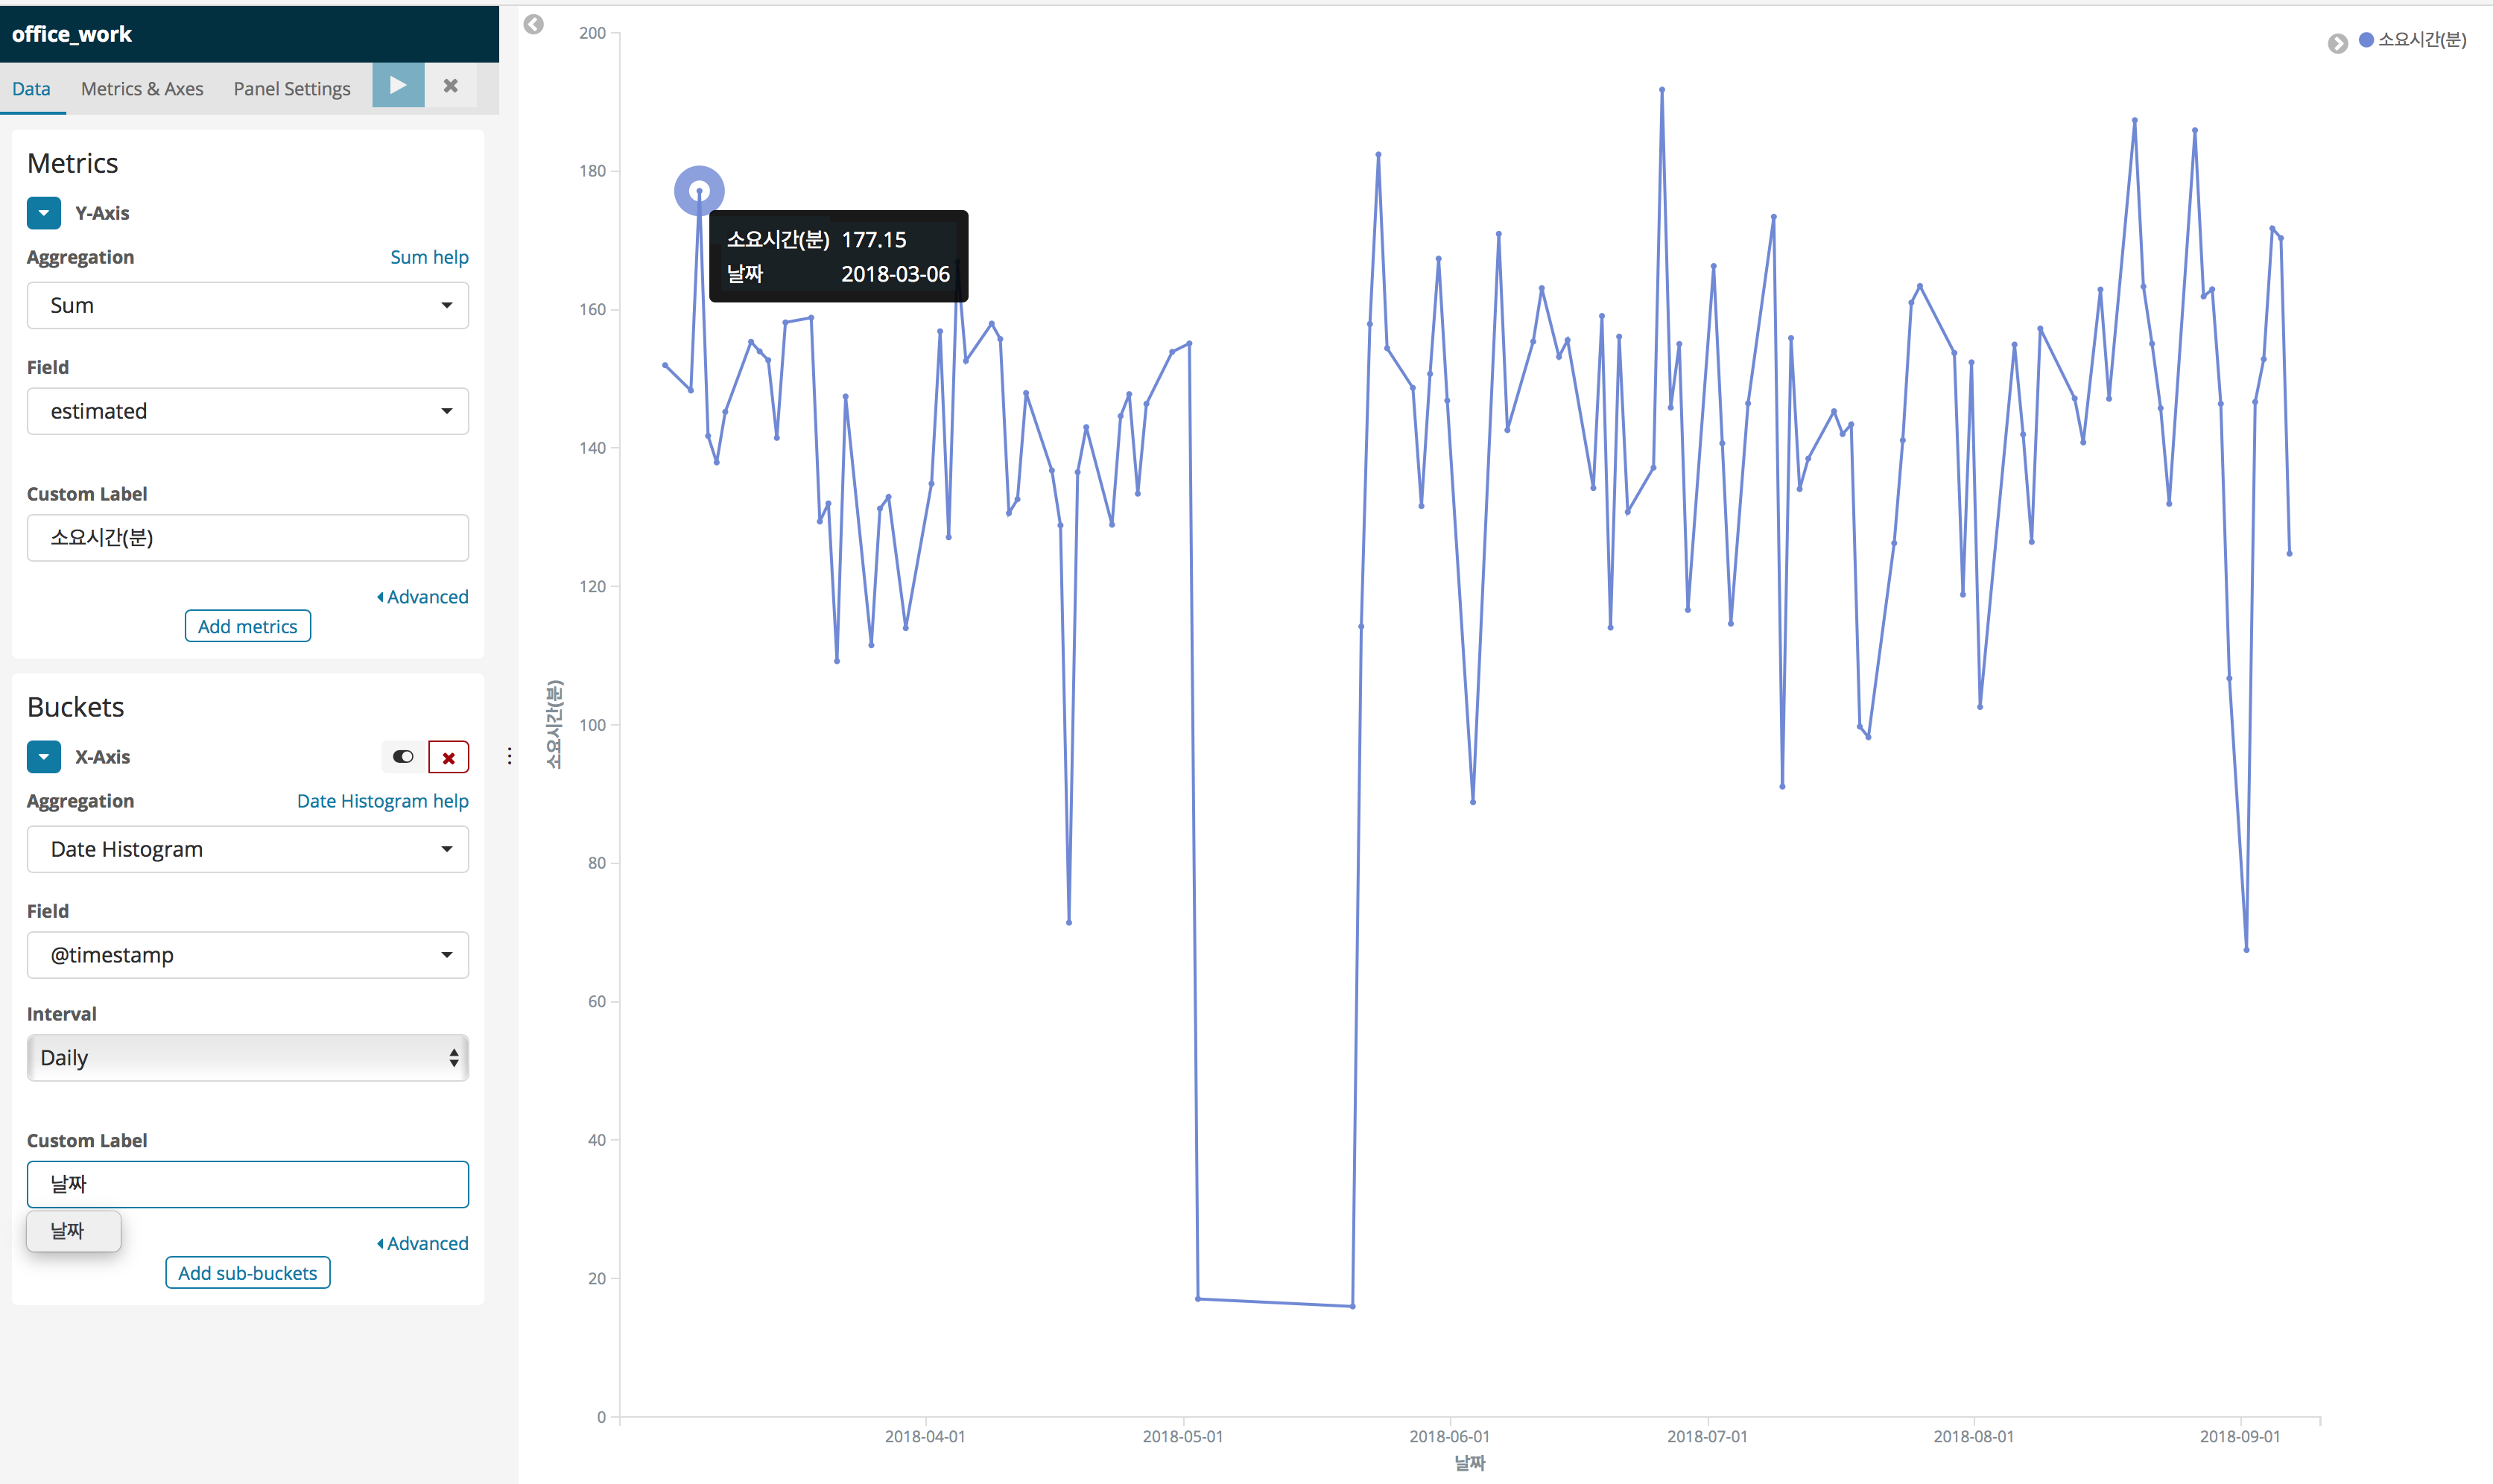 office_work
Data Metrics & Axes Panel Settings
Metrics
Y-Axis
Aggregation Sum help
Sum
Field
estimated
Custom Label
소요시간(분)
Advanced
Add metrics
Buckets
X-Axis
Aggregation Date Histogram help
Date Histogram
Field
@timestamp
Interval
Daily
Custom Label
날짜
날짜
Advanced
Add sub-buckets
소요시간(분)
200
180
160
140
120
100
80
60
40
20
0
소요시간(분) 177.15
날짜 2018-03-06
소요시간(분)
2018-04-01 2018-05-01 2018-06-01 2018-07-01 2018-08-01 2018-09-01
날짜